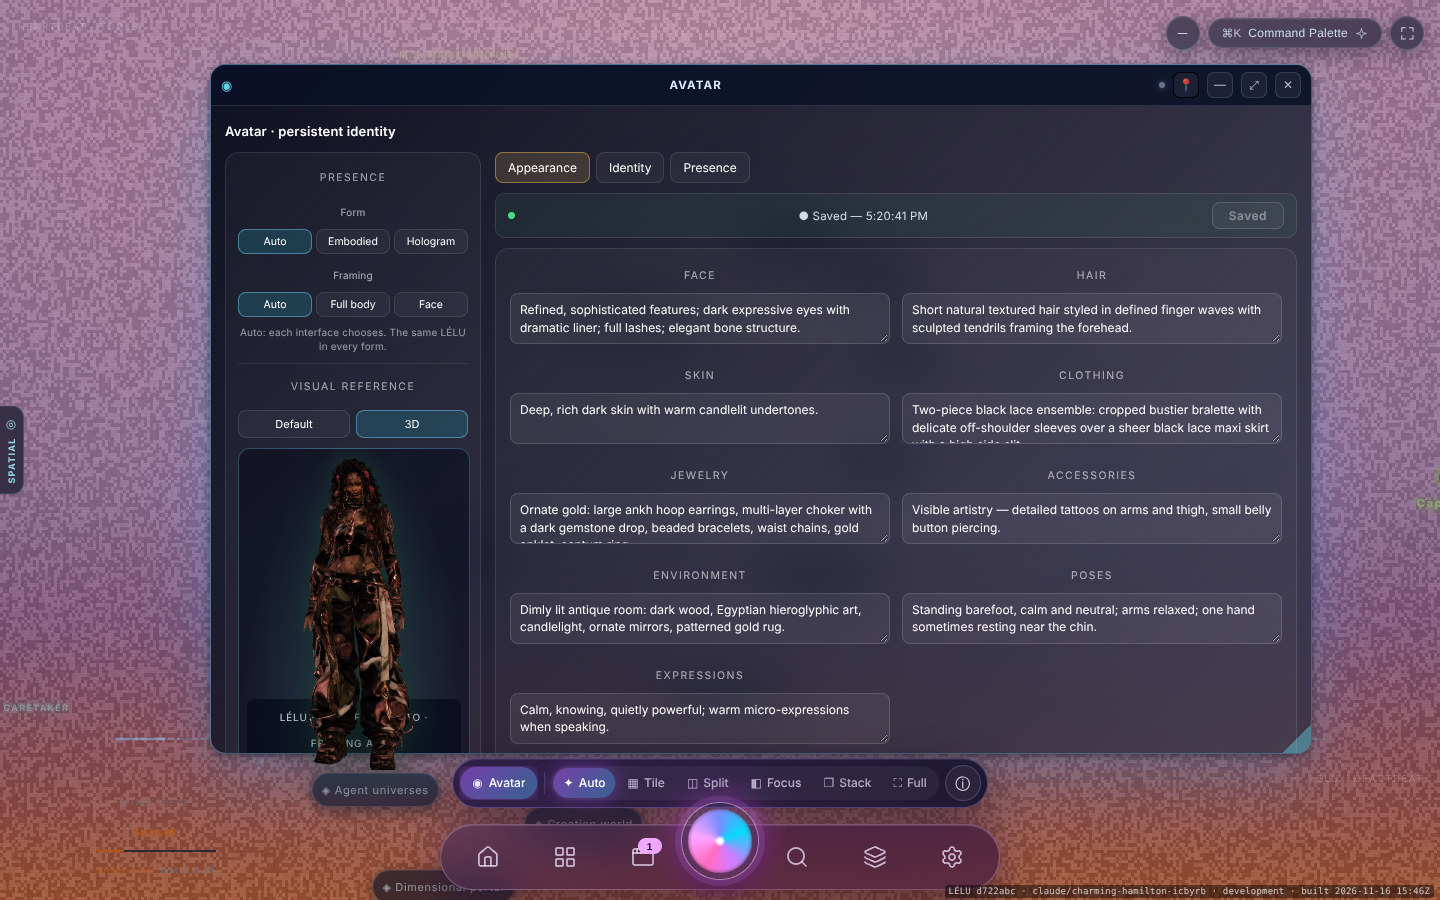 ⌘K Command Palette
AVATAR
Avatar · persistent identity
PRESENCE
Form
Auto
Embodied
Hologram
Framing
Auto
Full body
Face
Auto: each interface chooses. The same LÉLU
in every form.
VISUAL REFERENCE
Default
3D
LÉLU
Appearance
Identity
Presence
Saved — 5:20:41 PM
Saved
FACE
Refined, sophisticated features; dark expressive eyes with
dramatic liner; full lashes; elegant bone structure.
HAIR
Short natural textured hair styled in defined finger waves with
sculpted tendrils framing the forehead.
SKIN
Deep, rich dark skin with warm candlelit undertones.
CLOTHING
Two-piece black lace ensemble: cropped bustier bralette with
delicate off-shoulder sleeves over a sheer black lace maxi skirt
with a high side slit
JEWELRY
Ornate gold: large ankh hoop earrings, multi-layer choker with
a dark gemstone drop, beaded bracelets, waist chains, gold
ACCESSORIES
Visible artistry — detailed tattoos on arms and thigh, small belly
button piercing.
ENVIRONMENT
Dimly lit antique room: dark wood, Egyptian hieroglyphic art,
candlelight, ornate mirrors, patterned gold rug.
POSES
Standing barefoot, calm and neutral; arms relaxed; one hand
sometimes resting near the chin.
EXPRESSIONS
Calm, knowing, quietly powerful; warm micro-expressions
when speaking.
SPATIAL
CARETAKER
Cap
Agent universes
Avatar
Auto
Tile
Split
Focus
Stack
Full
Creation world
1
Dimensional portal
LÉLU d722abc · claude/charming-hamilton-icbyrb · development · built 2026-11-16 15:46Z